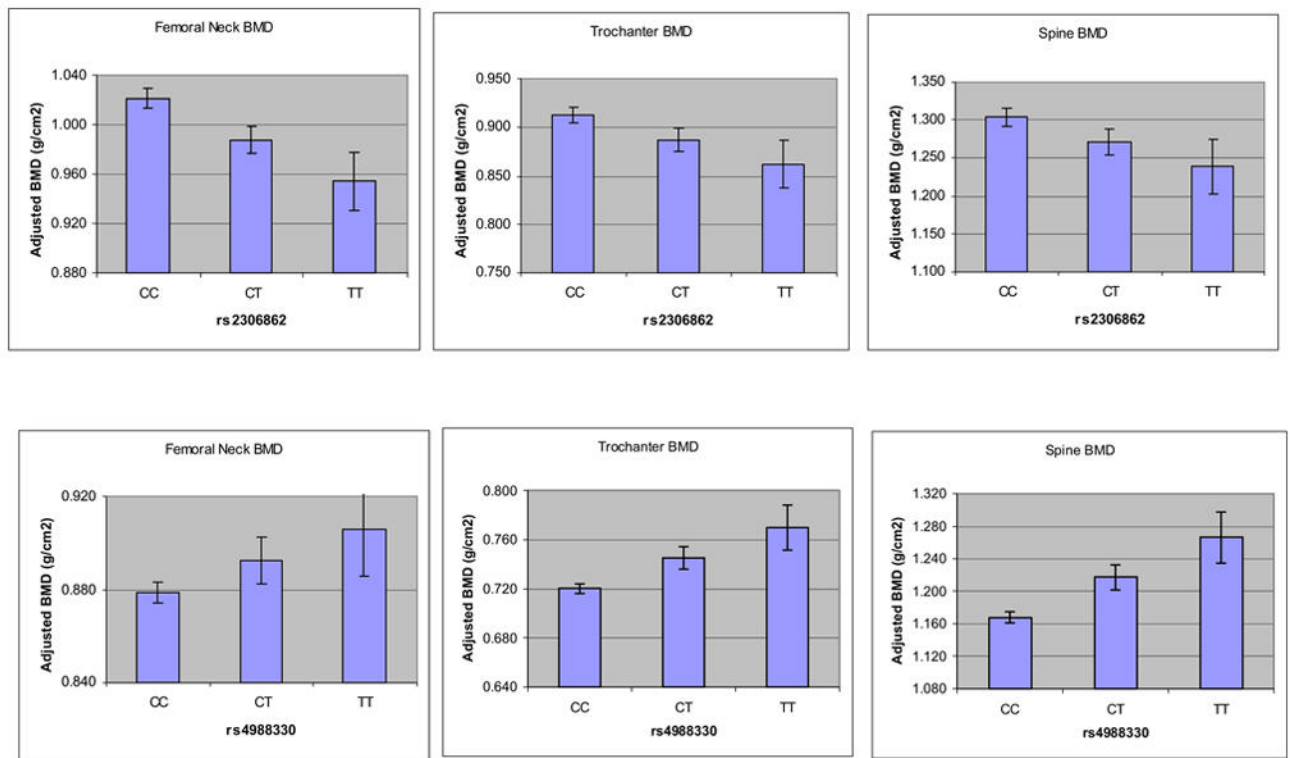 Femoral Neck BMD
Adjusted BMD (g/cm2)
1.040
1.000
0.960
0.920
0.880
CC CT TT
rs2306862
Trochanter BMD
Adjusted BMD (g/cm2)
0.950
0.900
0.850
0.800
0.750
CC CT TT
rs2306862
Spine BMD
Adjusted BMD (g/cm2)
1.350
1.300
1.250
1.200
1.150
1.100
CC CT TT
rs2306862
Femoral Neck BMD
Adjusted BMD (g/cm2)
0.920
0.880
0.840
CC CT TT
rs4988330
Trochanter BMD
Adjusted BMD (g/cm2)
0.800
0.760
0.720
0.680
0.640
CC CT TT
rs4988330
Spine BMD
Adjusted BMD (g/cm2)
1.320
1.280
1.240
1.200
1.160
1.120
1.080
CC CT TT
rs4988330